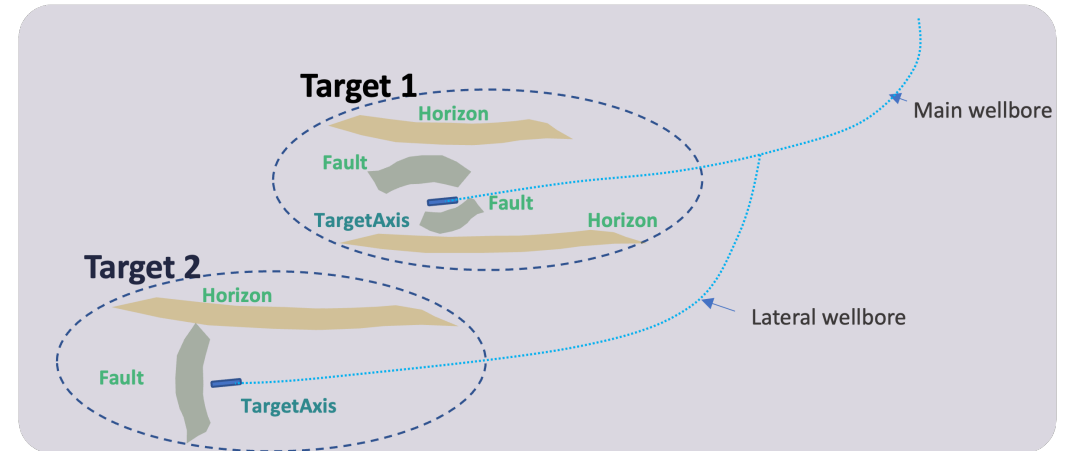 Target 1
Horizon
Main wellbore
Fault
Fault
TargetAxis
Horizon
Target 2
Horizon
Lateral wellbore
Fault
TargetAxis